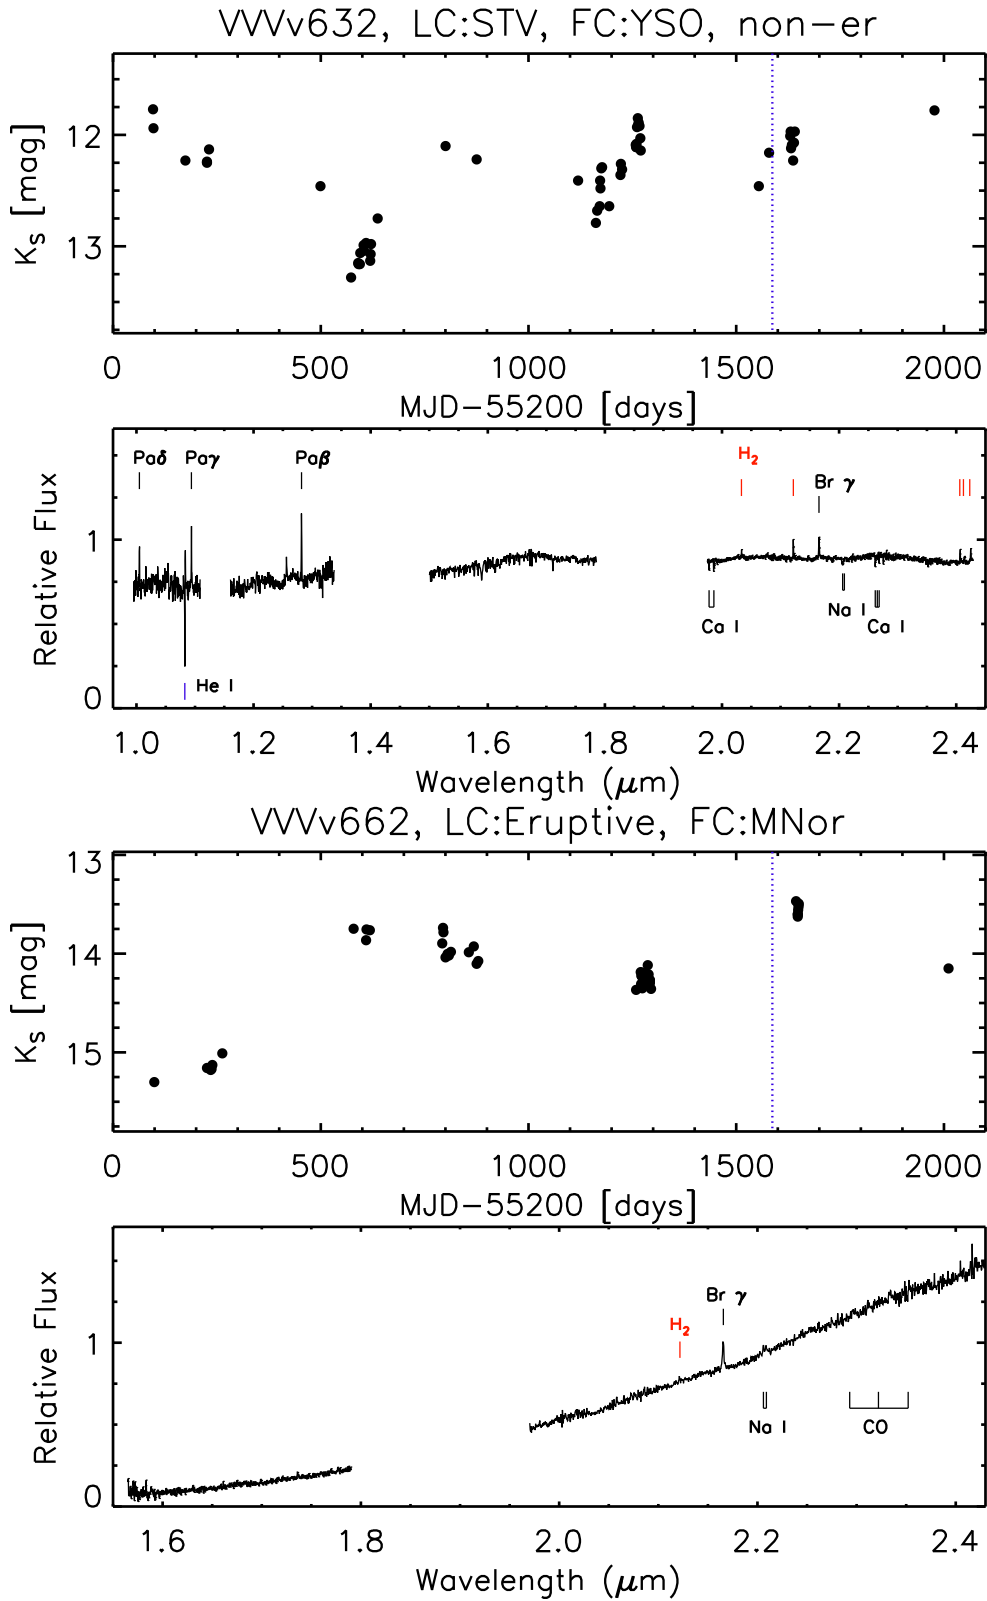 VVVv632, LC:STV, FC:YSO, non-er
12
13
Ks [mag]
0 500 1000 1500 2000
MJD-55200 [days]
Paδ Paγ Paβ H2
Br γ
1
Relative Flux
Na I
Ca I Ca I
He I
0
1.0 1.2 1.4 1.6 1.8 2.0 2.2 2.4
Wavelength (μm)
VVVv662, LC:Eruptive, FC:MNor
13
14
15
Ks [mag]
0 500 1000 1500 2000
MJD-55200 [days]
Br γ
H2
1
Relative Flux
Na I CO
0
1.6 1.8 2.0 2.2 2.4
Wavelength (μm)